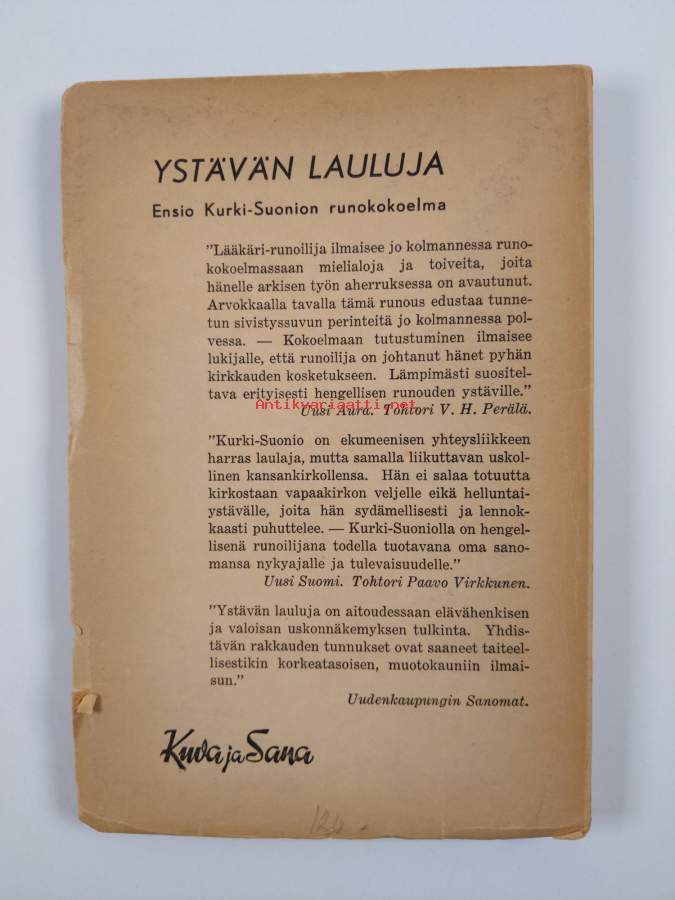 YSTÄVÄN LAULUJA
Ensio Kurki-Suonion runokokoelma
"Lääkäri-runoilija ilmaisee jo kolmannessa runo-
kokoelmassaan mielialoja ja toiveita, joita
hänelle arkisen työn aherruksessa on avautunut.
Arvokkaalla tavalla tämä runous edustaa tunne-
tun sivistyssuvun perinteitä jo kolmannessa pol-
vessa. — Kokoelmaan tutustuminen ilmaisee
lukijalle, että runoilija on johtanut hänet pyhän
kirkkauden kosketukseen. Lämpimästi suositel-
tava erityisesti hengellisen runouden ystäville."
Antikvariaatti.net
Uusi Aura. Tohtori V. H. Perälä.
"Kurki-Suonio on ekumeenisen yhteysliikkeen
harras laulaja, mutta samalla liikuttavan uskol-
linen kansankirkollensa. Hän ei salaa totuutta
kirkostaan vapaakirkon veljelle eikä helluntai-
ystävälle, joita hän sydämellisesti ja lennok-
kaasti puhuttelee. — Kurki-Suoniolla on hengel-
lisenä runoilijana todella tuotavana oma sano-
mansa nykyajalle ja tulevaisuudelle."
Uusi Suomi. Tohtori Paavo Virkkunen.
"Ystävän lauluja on aitoudessaan elävähenkisen
ja valoisan uskonnäkemyksen tulkinta. Yhdis-
tävän rakkauden tunnukset ovat saaneet taiteel-
lisestikin korkeatasoisen, muotokauniin ilmai-
sun."
Uudenkaupungin Sanomat.
Kuva ja Sana
120.-